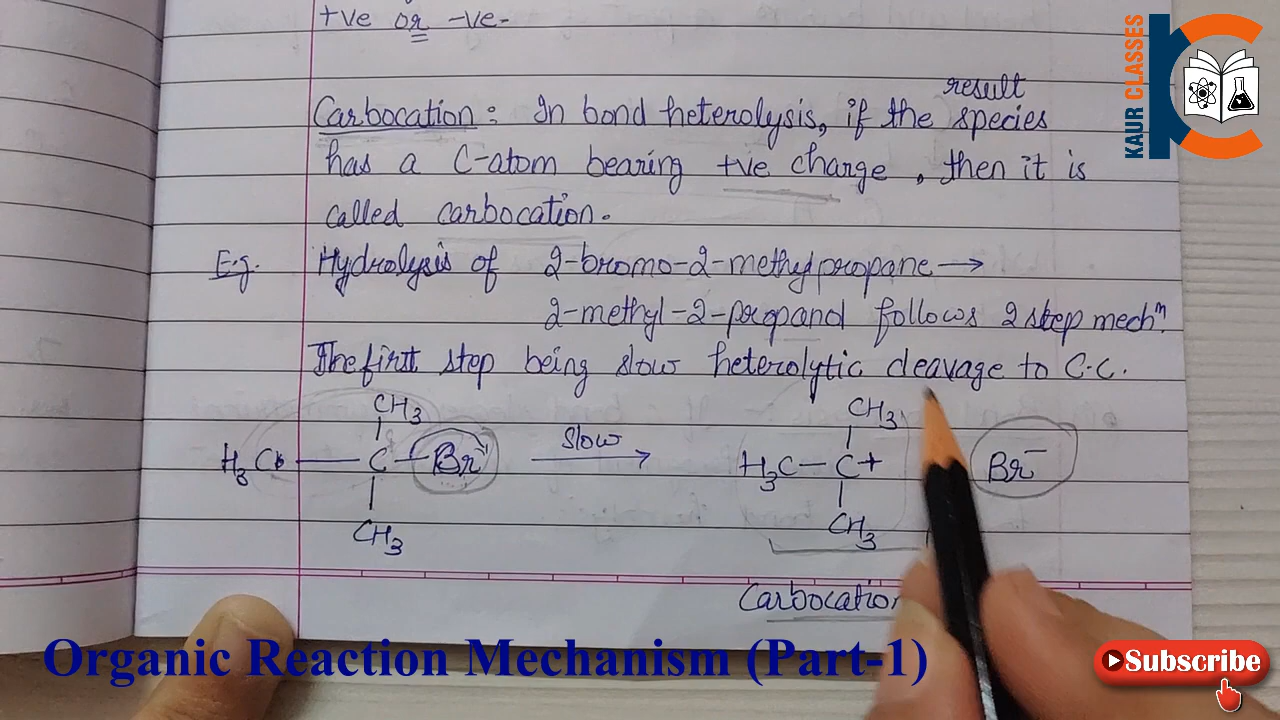 +ve or -ve-
result
Carbocation: In bond heterolysis, if the species
has a C-atom bearing +ve charge, then it is
called carbocation.
E.g. Hydrolysis of 2-bromo-2-methylpropane →
2-methyl-2-propanol follows 2 step mechn.
The first step being slow heterolytic cleavage to C.C.
CH3 CH3
H3C — C — Br slow → H3C — C+ Br-
CH3 CH3
Carbocation
Organic Reaction Mechanism (Part-1)
KAUR CLASSES
KC
Subscribe